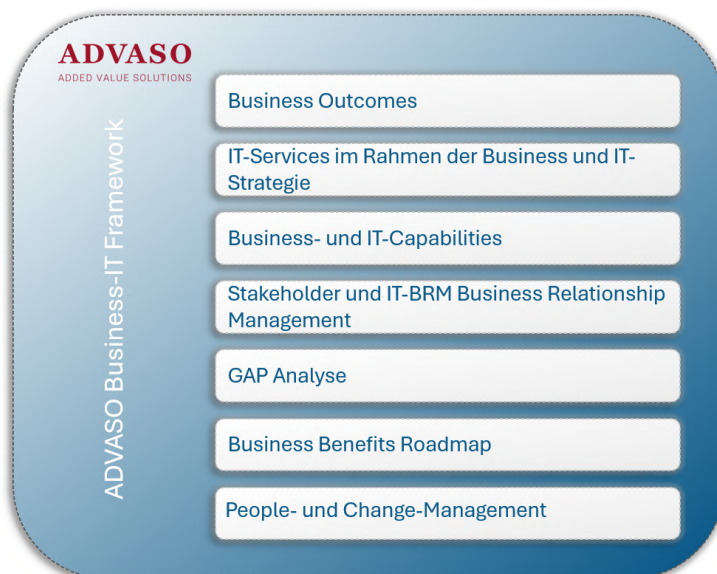 ADVASO
ADDED VALUE SOLUTIONS
ADVASO Business-IT Framework
Business Outcomes
IT-Services im Rahmen der Business und IT-
Strategie
Business- und IT-Capabilities
Stakeholder und IT-BRM Business Relationship
Management
GAP Analyse
Business Benefits Roadmap
People- und Change-Management